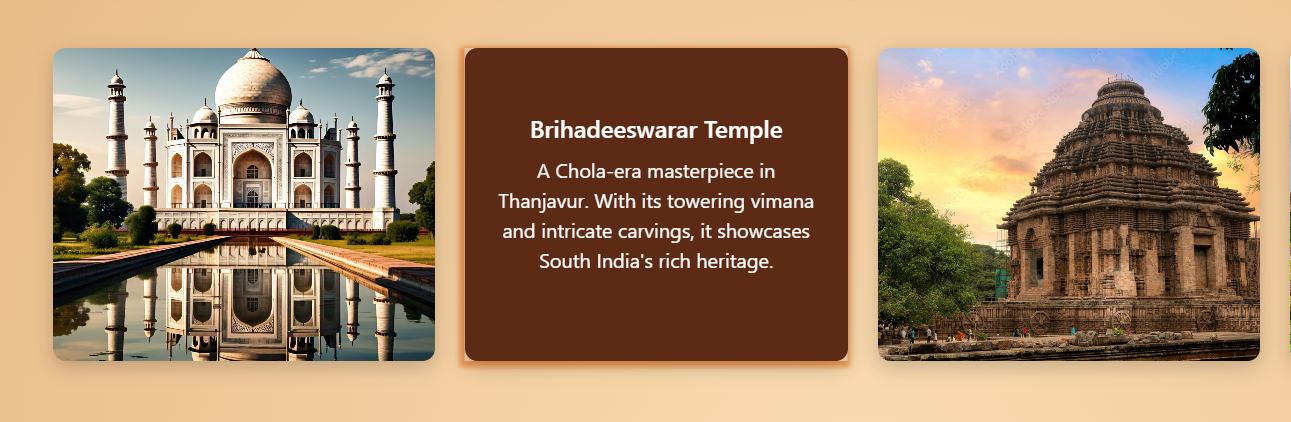 Brihadeeswarar Temple
A Chola-era masterpiece in
Thanjavur. With its towering vimana
and intricate carvings, it showcases
South India's rich heritage.